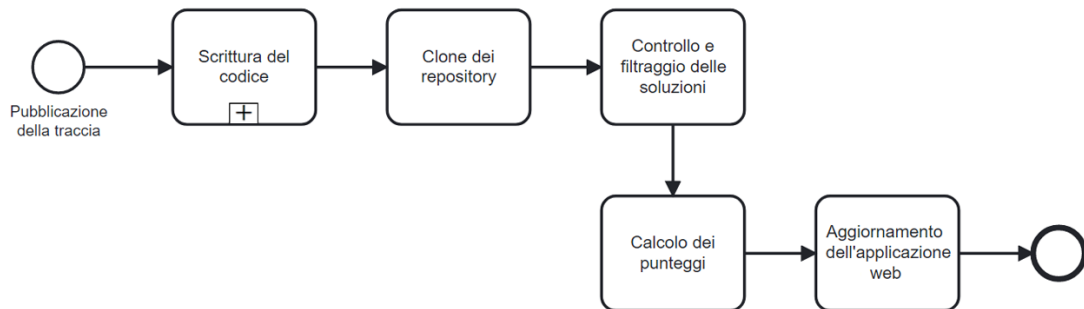 Pubblicazione
della traccia
Scrittura del
codice
Clone dei
repository
Controllo e
filtraggio delle
soluzioni
Calcolo dei
punteggi
Aggiornamento
dell'applicazione
web